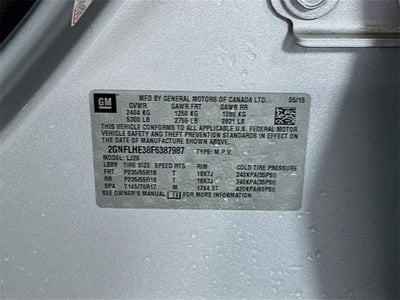 GM
MFD BY GENERAL MOTORS OF CANADA LTD. 05/15
GVWR GAWR FRT GAWR RR
2404 KG 1250 KG 1280 KG
5300 LB 2755 LB 2821 LB
THIS VEHICLE CONFORMS TO ALL APPLICABLE U.S. FEDERAL
MOTOR VEHICLE SAFETY AND THEFT PREVENTION STANDARDS IN EFFECT ON THE
DATE OF MANUFACTURE SHOWN ABOVE.
2GNFLHE38F6387987 TYPE: M.P.V.
MODEL: LJ26
TIRE SIZE SPEED RTG RIM COLD TIRE PRESSURE
FRT P235/55R18 T 18X7J 240KPA(35PSI)
RR P235/55R18 T 18X7J 240KPA(35PSI)
SPA T145/70R17 M 17X4.5T 420KPA(60PSI)
SEE OWNER'S MANUAL FOR MORE INFORMATION.